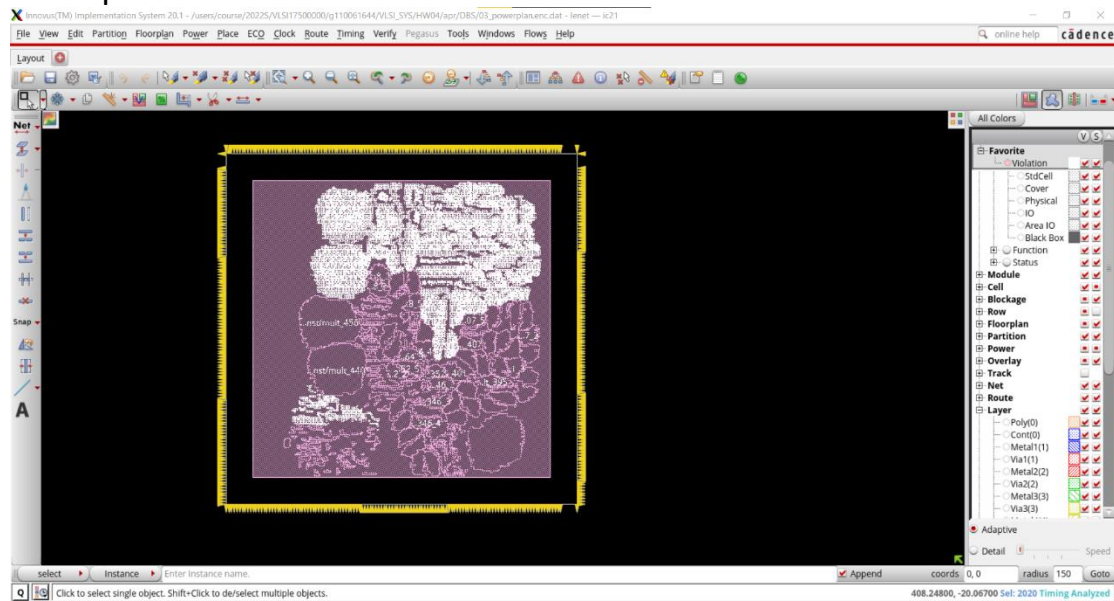 Innovus(TM) Implementation System 20.1 - /users/course/2022S/VLSI17500000/g110061644/VLSI_SYS/HW04/apr/DBS/03_powerplan.enc.dat - lenet — ic21
File View Edit Partition Floorplan Power Place ECO Clock Route Timing Verify Pegasus Tools Windows Flows Help
online help cādence
Layout
All Colors
Net
V S
Favorite
Violation
StdCell
Cover
Physical
IO
Area IO
Black Box
Function
Status
Module
Cell
Blockage
Row
Floorplan
Partition
Power
Overlay
Track
Net
Route
Layer
Poly(0)
Cont(0)
Metal1(1)
Via1(1)
Metal2(2)
Via2(2)
Metal3(3)
Via3(3)
Snap
A
...nst/mult_450
...nst/mult_440
Adaptive
Detail Speed
select Instance Enter Instance name. Append coords 0, 0 radius 150 Goto
Q Click to select single object. Shift+Click to de/select multiple objects. 408.24800, -20.06700 Sel: 2020 Timing Analyzed